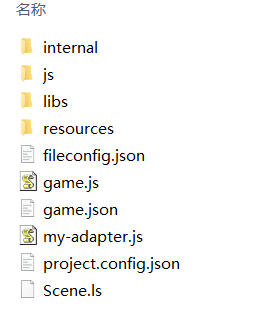 名称
internal
js
libs
resources
fileconfig.json
game.js
game.json
my-adapter.js
project.config.json
Scene.ls